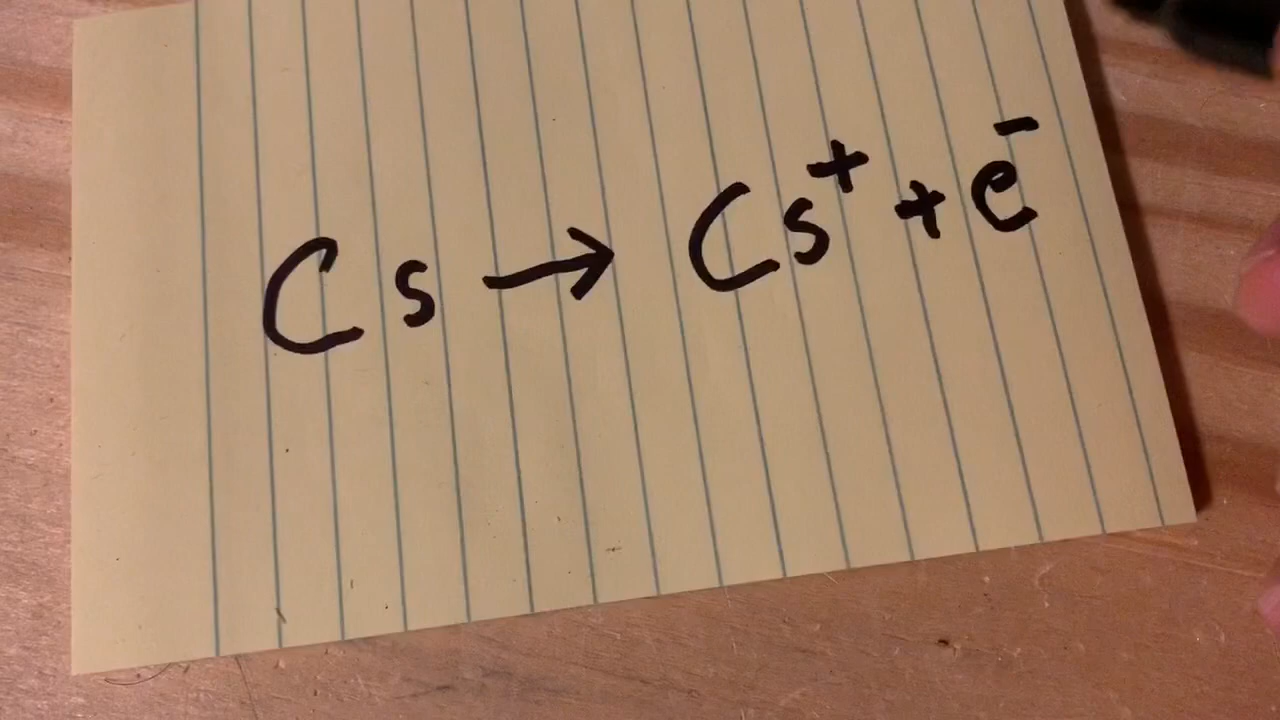 Cs → Cs⁺ + e⁻